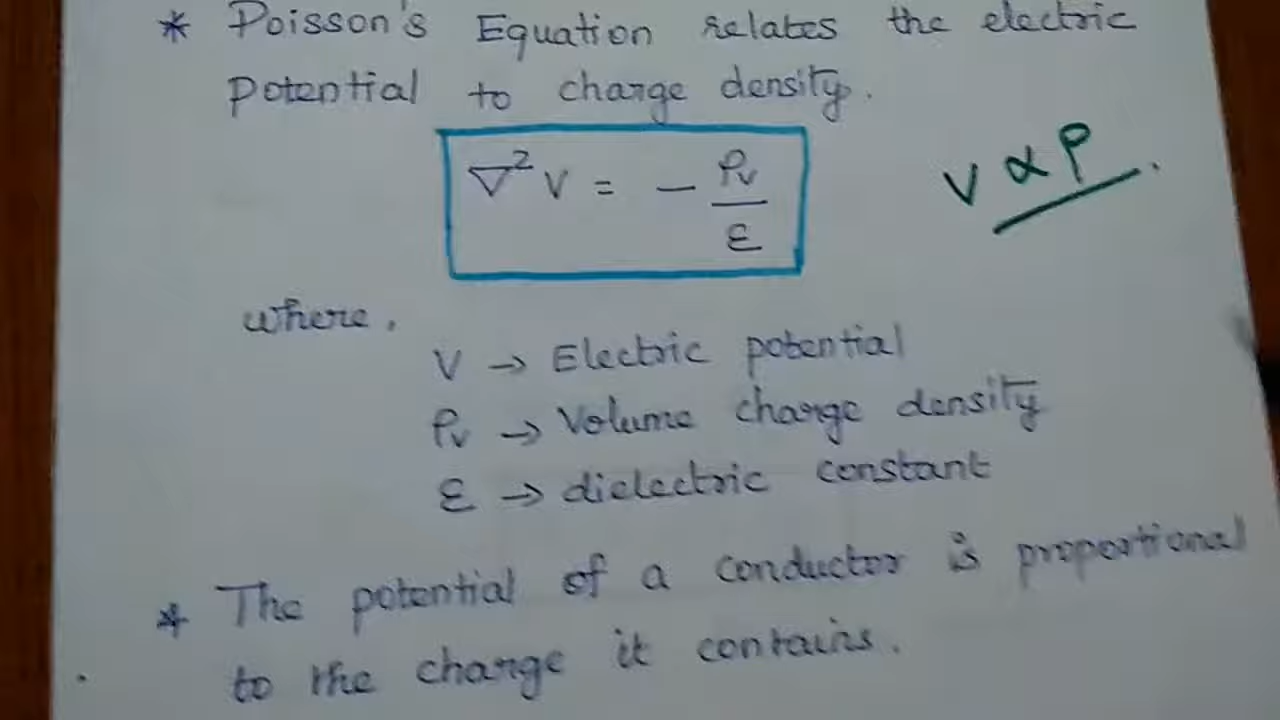 * Poisson's Equation relates the electric
potential to charge density.
∇²V = - ρv/ε
V ∝ ρ.
where,
V → Electric potential
ρv → Volume charge density
ε → dielectric constant
* The potential of a conductor is proportional
to the charge it contains.